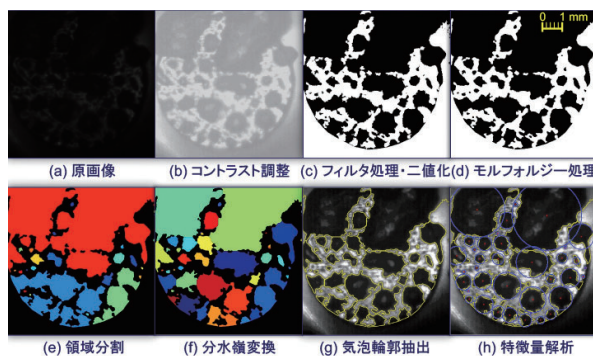 0 1 mm
(a) 原画像 (b) コントラスト調整 (c) フィルタ処理・二値化 (d) モルフォルジー処理
(e) 領域分割 (f) 分水嶺変換 (g) 気泡輪郭抽出 (h) 特徴量解析